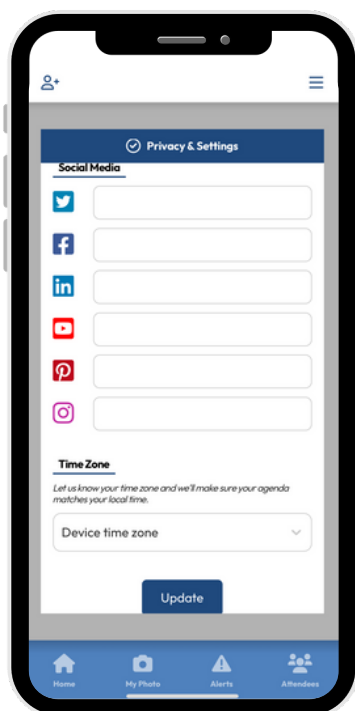 Privacy & Settings
Social Media
in
Time Zone
Let us know your time zone and we'll make sure your agenda
matches your local time.
Device time zone
Update
Home
My Photo
Alerts
Attendees